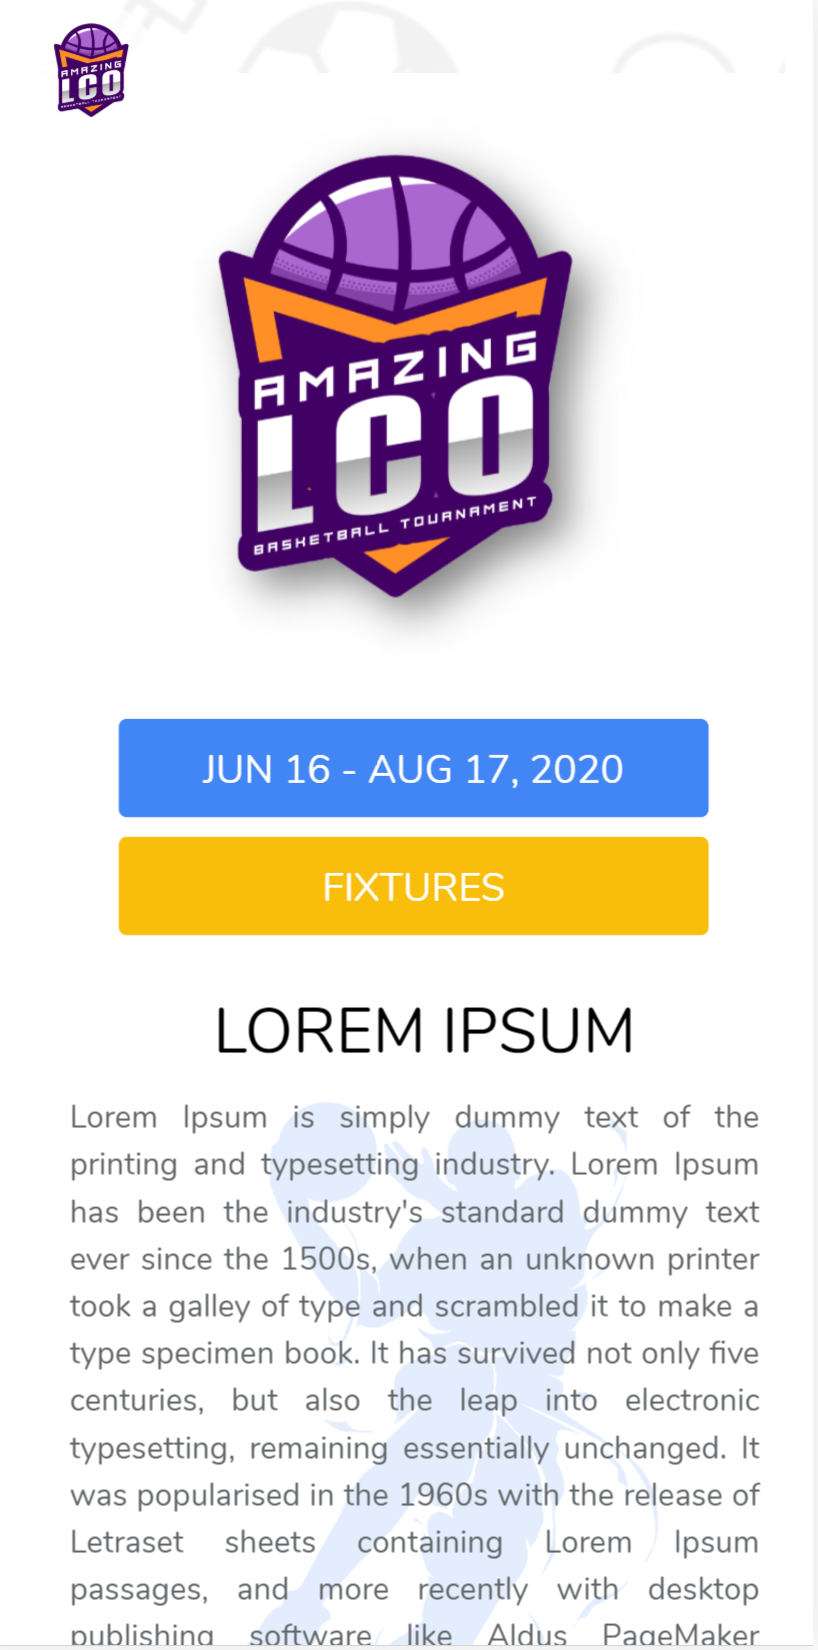 AMAZING
LCO
BASKETBALL TOURNAMENT
AMAZING
LCO
BASKETBALL TOURNAMENT
JUN 16 - AUG 17, 2020
FIXTURES
LOREM IPSUM
Lorem Ipsum is simply dummy text of the
printing and typesetting industry. Lorem Ipsum
has been the industry's standard dummy text
ever since the 1500s, when an unknown printer
took a galley of type and scrambled it to make a
type specimen book. It has survived not only five
centuries, but also the leap into electronic
typesetting, remaining essentially unchanged. It
was popularised in the 1960s with the release of
Letraset sheets containing Lorem Ipsum
passages, and more recently with desktop
publishing software like Aldus PageMaker